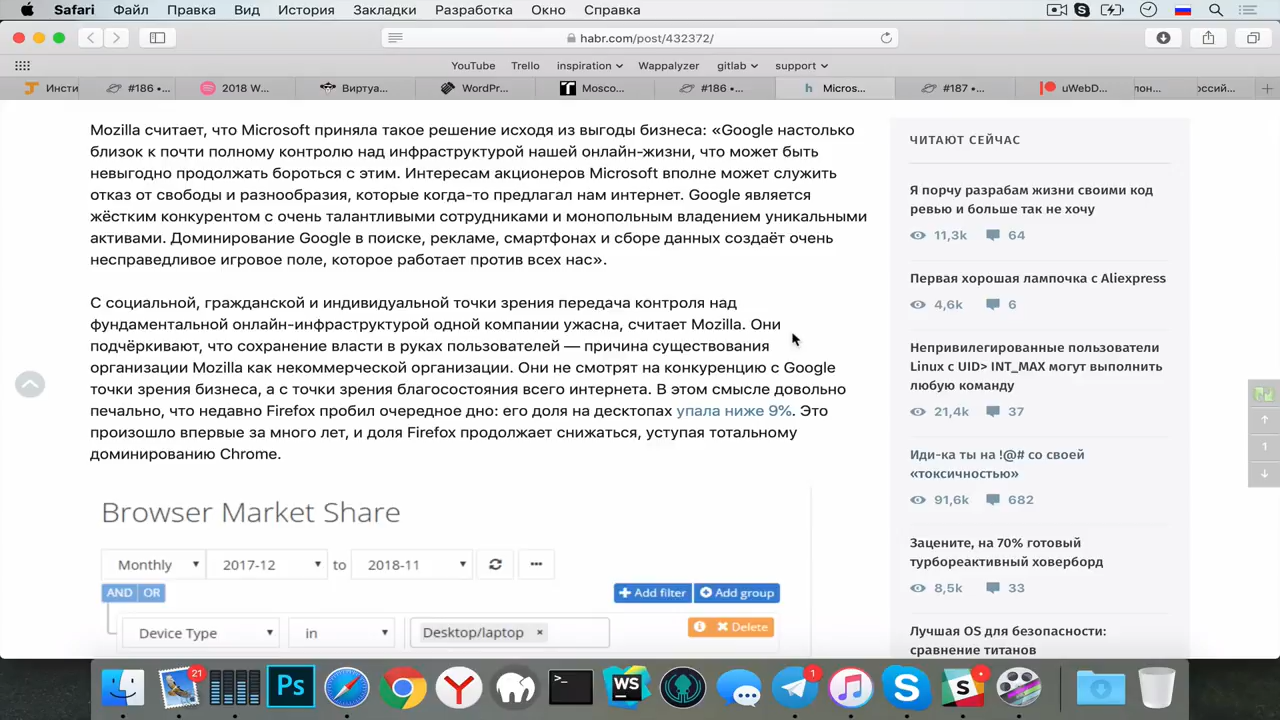 Safari Файл Правка Вид История Закладки Разработка Окно Справка
habr.com/post/432372/
YouTube Trello inspiration Wappalyzer gitlab support
Инсти #186 •... 2018 W... Виртуа... WordPr... Mosco... #186 •... Micros... #187 •... uWebD... лон... оссий...
Mozilla считает, что Microsoft приняла такое решение исходя из выгоды бизнеса: «Google настолько
близок к почти полному контролю над инфраструктурой нашей онлайн-жизни, что может быть
невыгодно продолжать бороться с этим. Интересам акционеров Microsoft вполне может служить
отказ от свободы и разнообразия, которые когда-то предлагал нам интернет. Google является
жёстким конкурентом с очень талантливыми сотрудниками и монопольным владением уникальными
активами. Доминирование Google в поиске, рекламе, смартфонах и сборе данных создаёт очень
несправедливое игровое поле, которое работает против всех нас».
С социальной, гражданской и индивидуальной точки зрения передача контроля над
фундаментальной онлайн-инфраструктурой одной компании ужасна, считает Mozilla. Они
подчёркивают, что сохранение власти в руках пользователей — причина существования
организации Mozilla как некоммерческой организации. Они не смотрят на конкуренцию с Google
точки зрения бизнеса, а с точки зрения благосостояния всего интернета. В этом смысле довольно
печально, что недавно Firefox пробил очередное дно: его доля на десктопах упала ниже 9%. Это
произошло впервые за много лет, и доля Firefox продолжает снижаться, уступая тотальному
доминированию Chrome.
Browser Market Share
Monthly 2017-12 to 2018-11 •••
AND OR Add filter Add group
Device Type in Desktop/laptop × Delete
ЧИТАЮТ СЕЙЧАС
Я порчу разрабам жизни своими код
ревью и больше так не хочу
11,3k 64
Первая хорошая лампочка с Aliexpress
4,6k 6
Непривилегированные пользователи
Linux с UID> INT_MAX могут выполнить
любую команду
21,4k 37
Иди-ка ты на !@# со своей
«токсичностью»
91,6k 682
Зацените, на 70% готовый
турбореактивный ховерборд
8,5k 33
Лучшая OS для безопасности:
сравнение титанов
1
21 Ps WS 1 S S